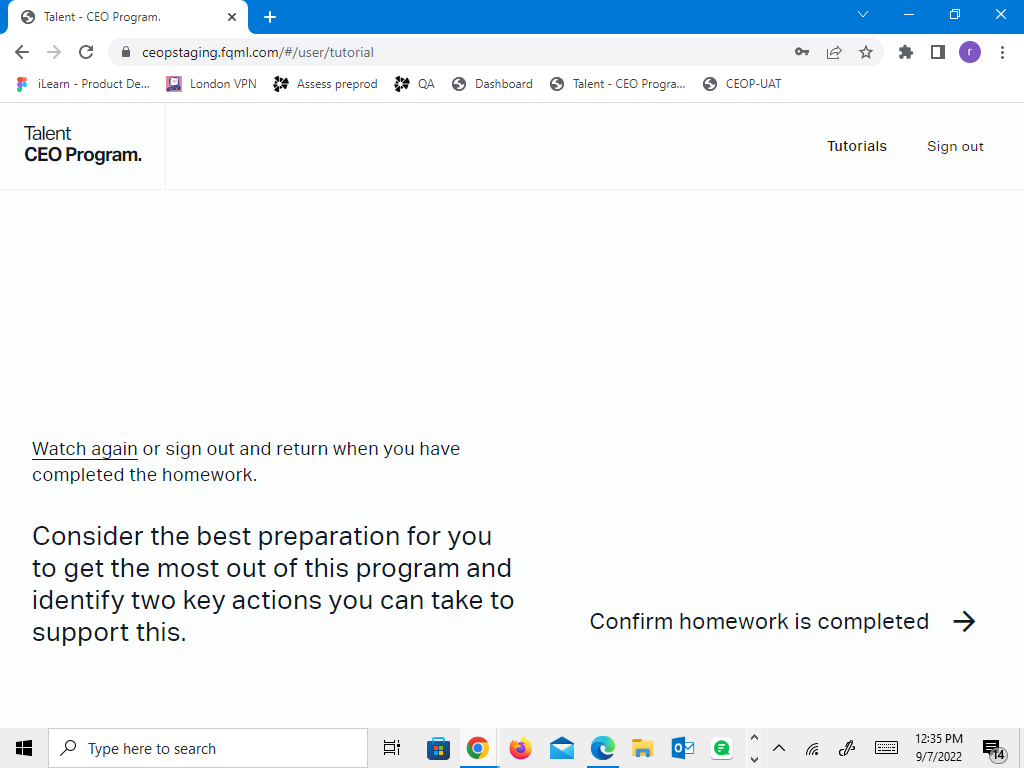 Talent - CEO Program.
ceopstaging.fqml.com/#/user/tutorial
r
iLearn - Product De...
London VPN
Assess preprod
QA
Dashboard
Talent - CEO Progra...
CEOP-UAT
Talent
CEO Program.
Tutorials
Sign out
Watch again or sign out and return when you have
completed the homework.
Consider the best preparation for you
to get the most out of this program and
identify two key actions you can take to
support this.
Confirm homework is completed
Type here to search
12:35 PM
9/7/2022
14